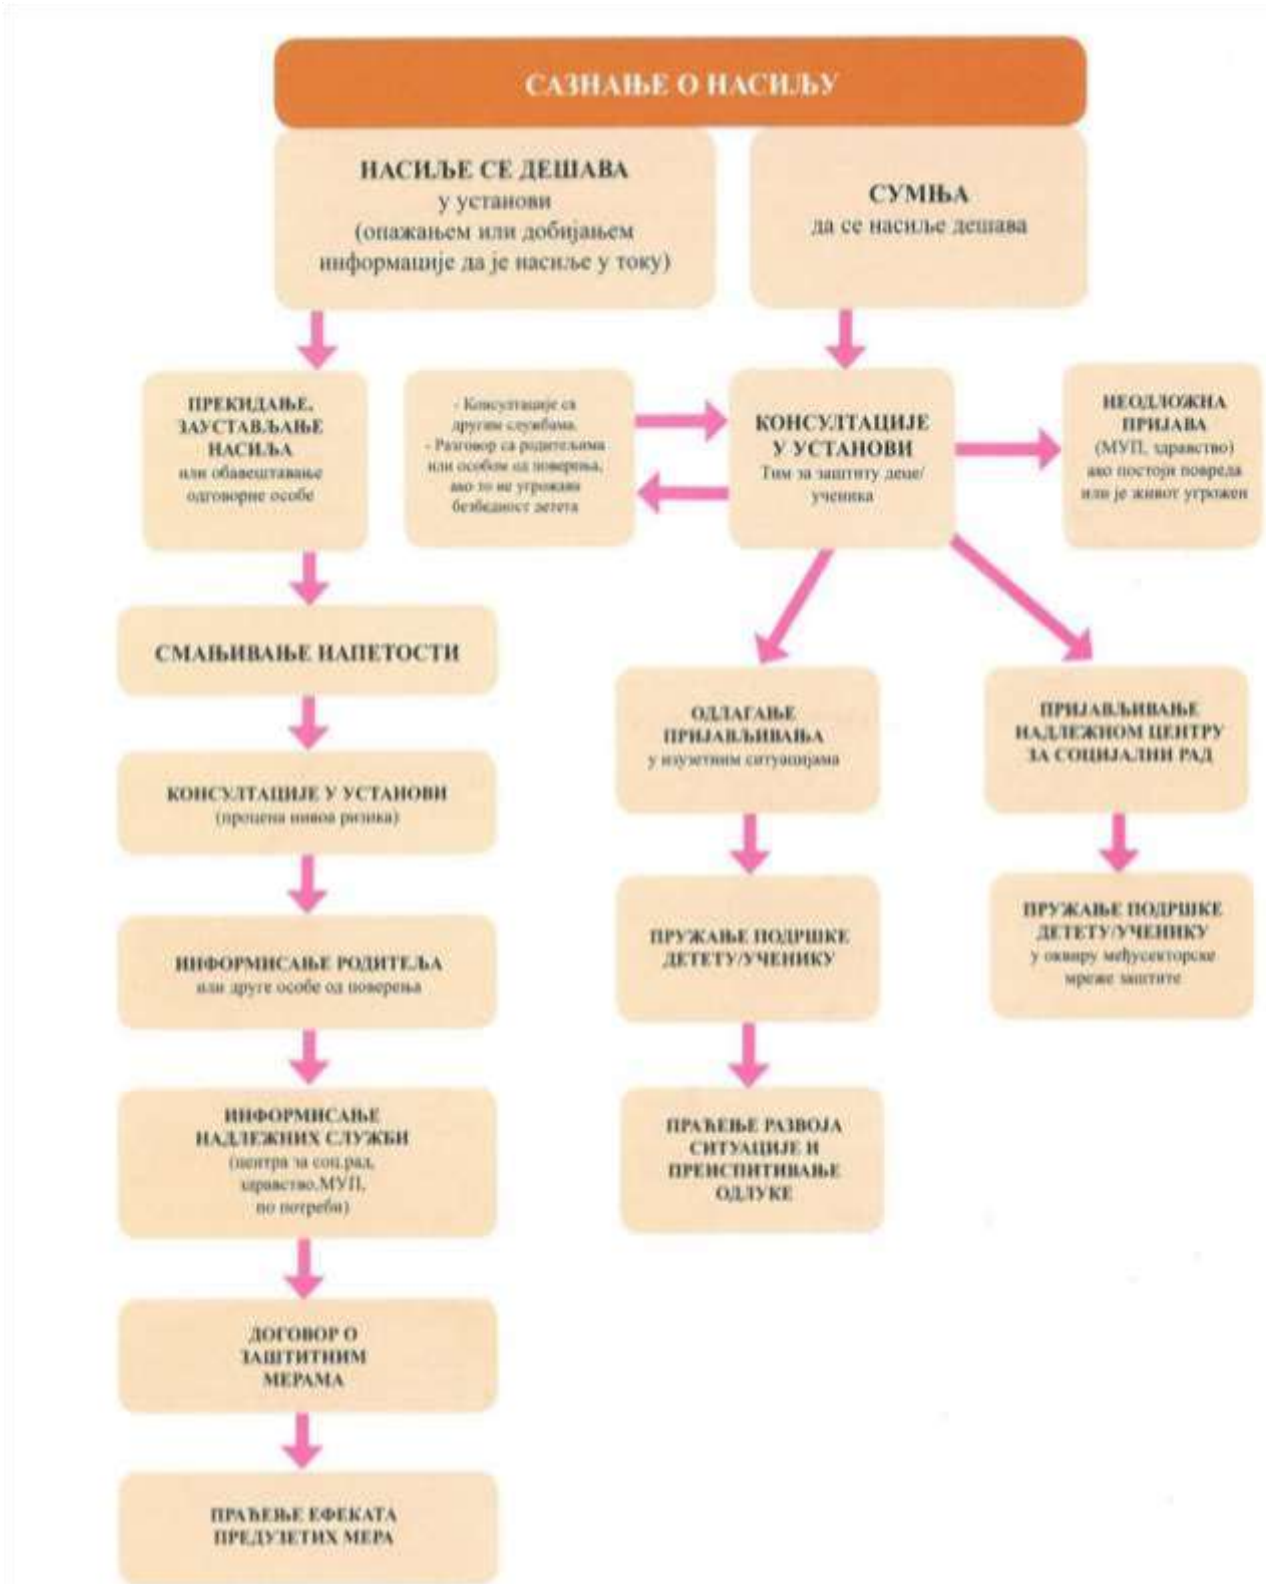 САЗНАЊЕ О НАСИЉУ
НАСИЉЕ СЕ ДЕШАВА
у установи
(опажањем или добијањем
информације да је насиље у току)
СУМЊА
да се насиље дешава
ПРЕКИДАЊЕ,
ЗАУСТАВЉАЊЕ
НАСИЉА
или обавештавање
одговорне особе
- Консултације са
другим службама,
- Разговор са родитељима
или особом од поверења,
ако то не угрожава
безбедност детета
КОНСУЛТАЦИЈЕ
У УСТАНОВИ
Тим за заштиту деце/
ученика
НЕОДЛОЖНА
ПРИЈАВА
(МУП, здравство)
ако постоји повреда
или је живот угрожен
СМАЊИВАЊЕ НАПЕТОСТИ
КОНСУЛТАЦИЈЕ У УСТАНОВИ
(процена нивоа ризика)
ИНФОРМИСАЊЕ РОДИТЕЉА
или друге особе од поверења
ИНФОРМИСАЊЕ
НАДЛЕЖНИХ СЛУЖБИ
(центра за соц.рад,
здравство,МУП,
по потреби)
ДОГОВОР О
ЗАШТИТНИМ
МЕРАМА
ПРАЋЕЊЕ ЕФЕКАТА
ПРЕДУЗЕТИХ МЕРА
ОДЛАГАЊЕ
ПРИЈАВЉИВАЊА
у изузетним ситуацијама
ПРУЖАЊЕ ПОДРШКЕ
ДЕТЕТУ/УЧЕНИКУ
ПРАЋЕЊЕ РАЗВОЈА
СИТУАЦИЈЕ И
ПРЕИСПИТИВАЊЕ
ОДЛУКЕ
ПРИЈАВЉИВАЊЕ
НАДЛЕЖНОМ ЦЕНТРУ
ЗА СОЦИЈАЛНИ РАД
ПРУЖАЊЕ ПОДРШКЕ
ДЕТЕТУ/УЧЕНИКУ
у оквиру међусекторске
мреже заштите